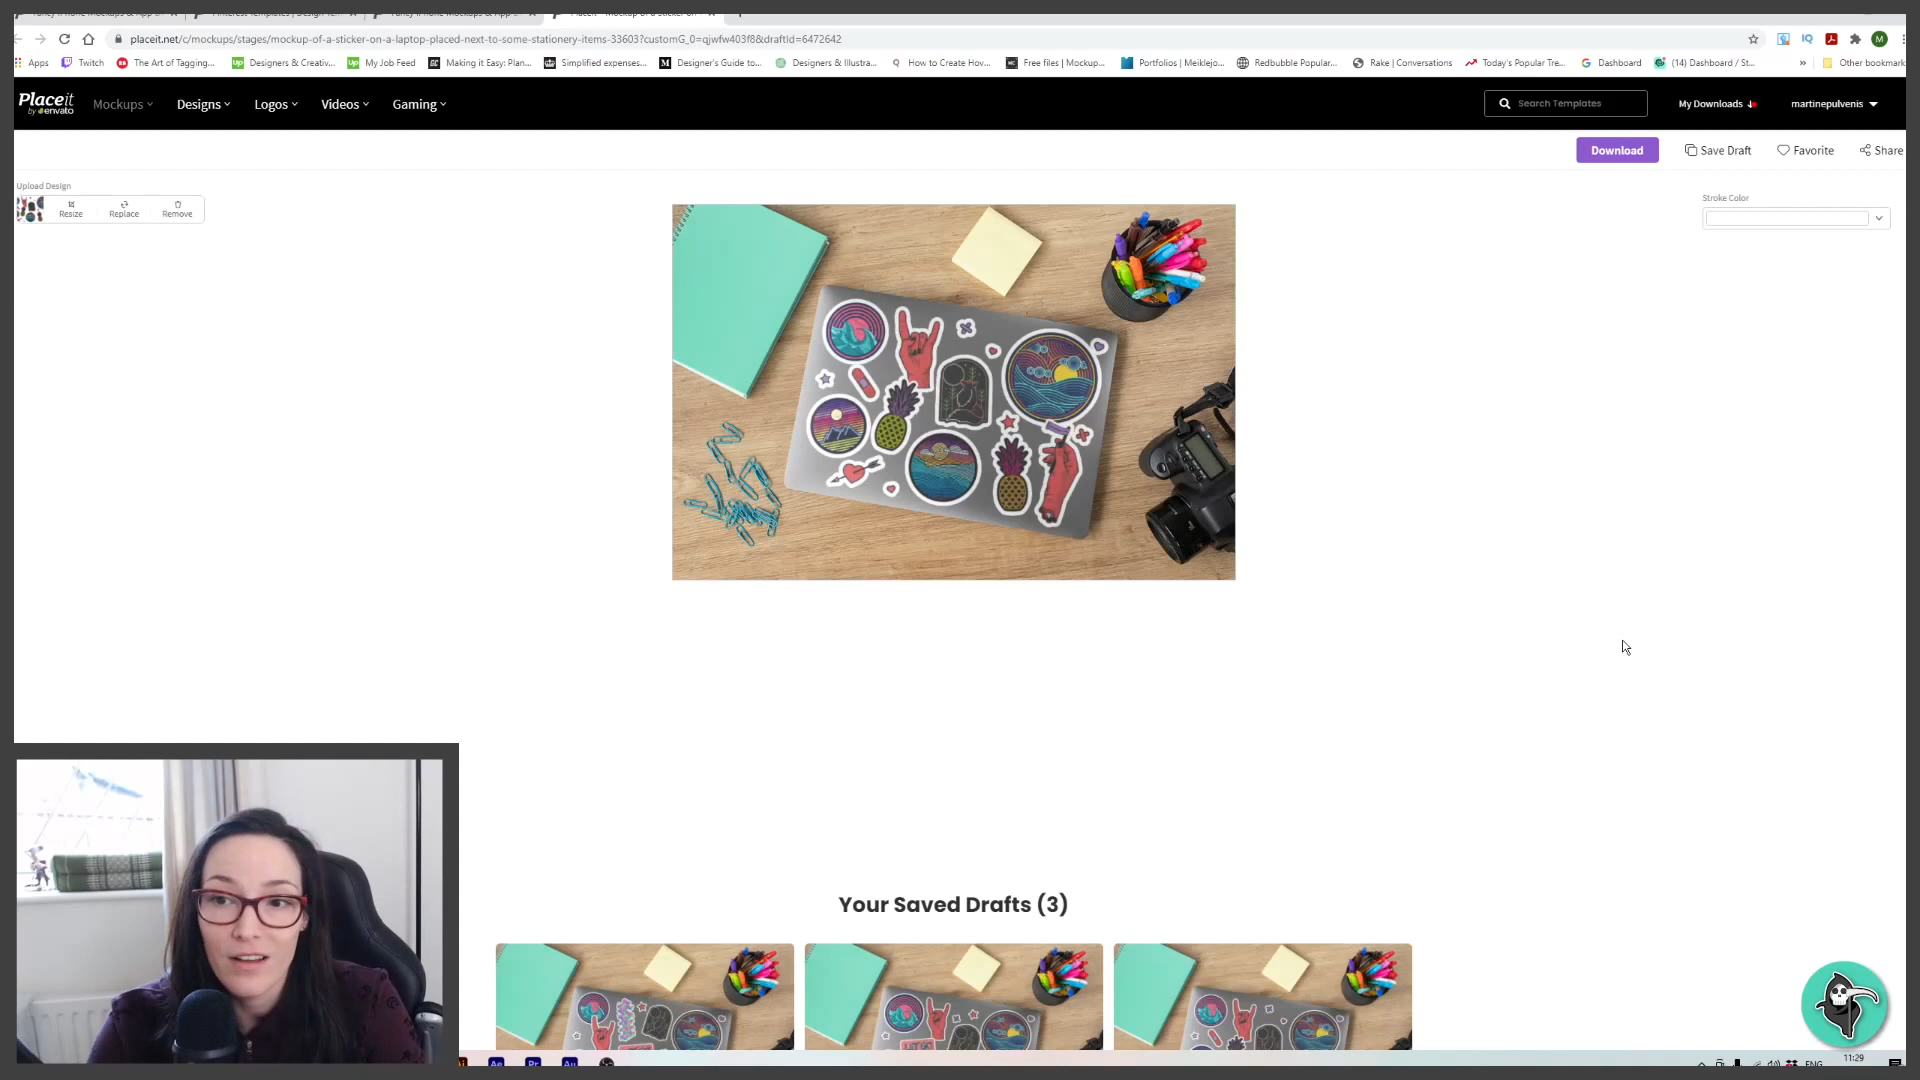 placeit.net/c/mockups/stages/mockup-of-a-sticker-on-a-laptop-placed-next-to-some-stationery-items-33603?customG_0=qjwfw403f8&draftId=6472642
Apps Twitch The Art of Tagging... Designers & Creativ... My Job Feed Making it Easy: Plan... Simplified expenses... Designer's Guide to... Designers & Illustra... How to Create Hov... Free files | Mockup... Portfolios | Meiklejo... Redbubble Popular... Rake | Conversations Today's Popular Tre... Dashboard (14) Dashboard / St... » Other bookmark
Placeit by envato Mockups Designs Logos Videos Gaming Search Templates My Downloads martinepulvenis
Download Save Draft Favorite Share
Upload Design
Resize Replace Remove
Stroke Color
Your Saved Drafts (3)
Ae Pr Au ENG 11:29